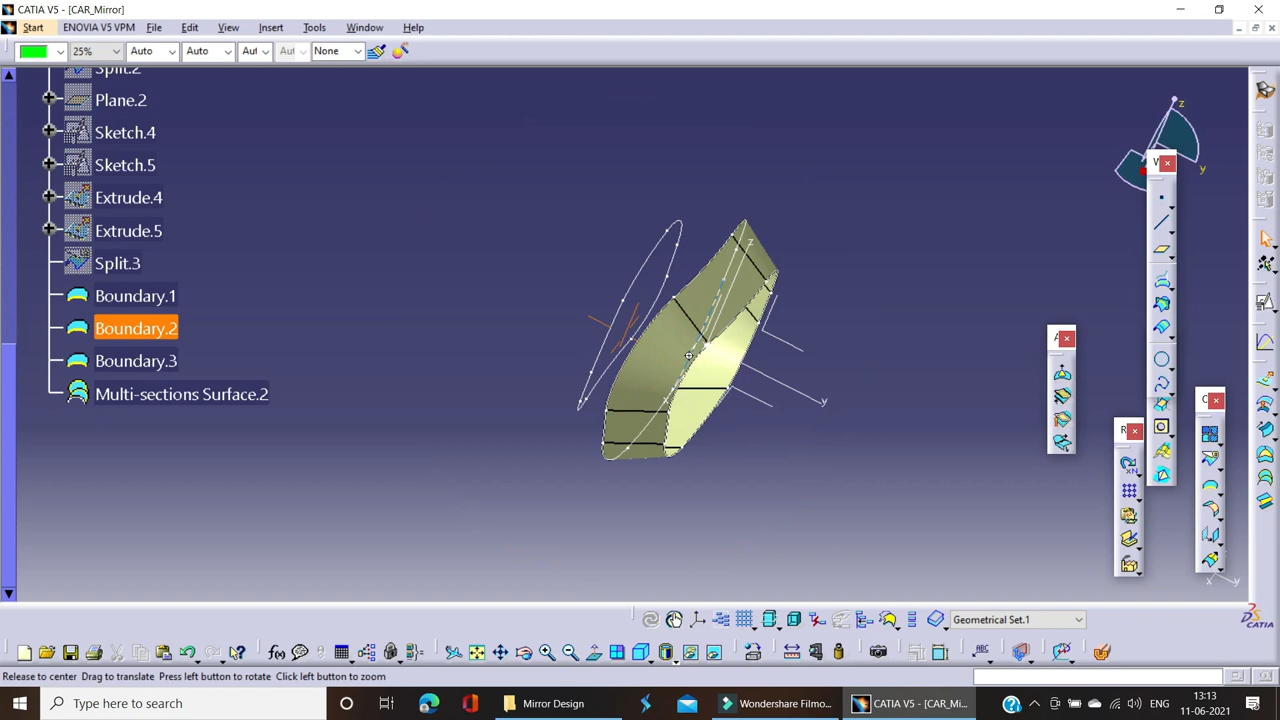 CATIA V5 - [CAR_Mirror]
Start ENOVIA V5 VPM File Edit View Insert Tools Window Help
25% Auto Auto Aut Aut None
Split.2
Plane.2
Sketch.4
Sketch.5
Extrude.4
Extrude.5
Split.3
Boundary.1
Boundary.2
Boundary.3
Multi-sections Surface.2
z
y
z
y
W
A
R
C
x y
Geometrical Set.1
DS
CATIA
f(x)
ABC
Release to center Drag to translate Press left button to rotate Click left button to zoom
Type here to search
Mirror Design
Wondershare Filmo...
CATIA V5 - [CAR_Mi...
ENG
13:13
11-06-2021